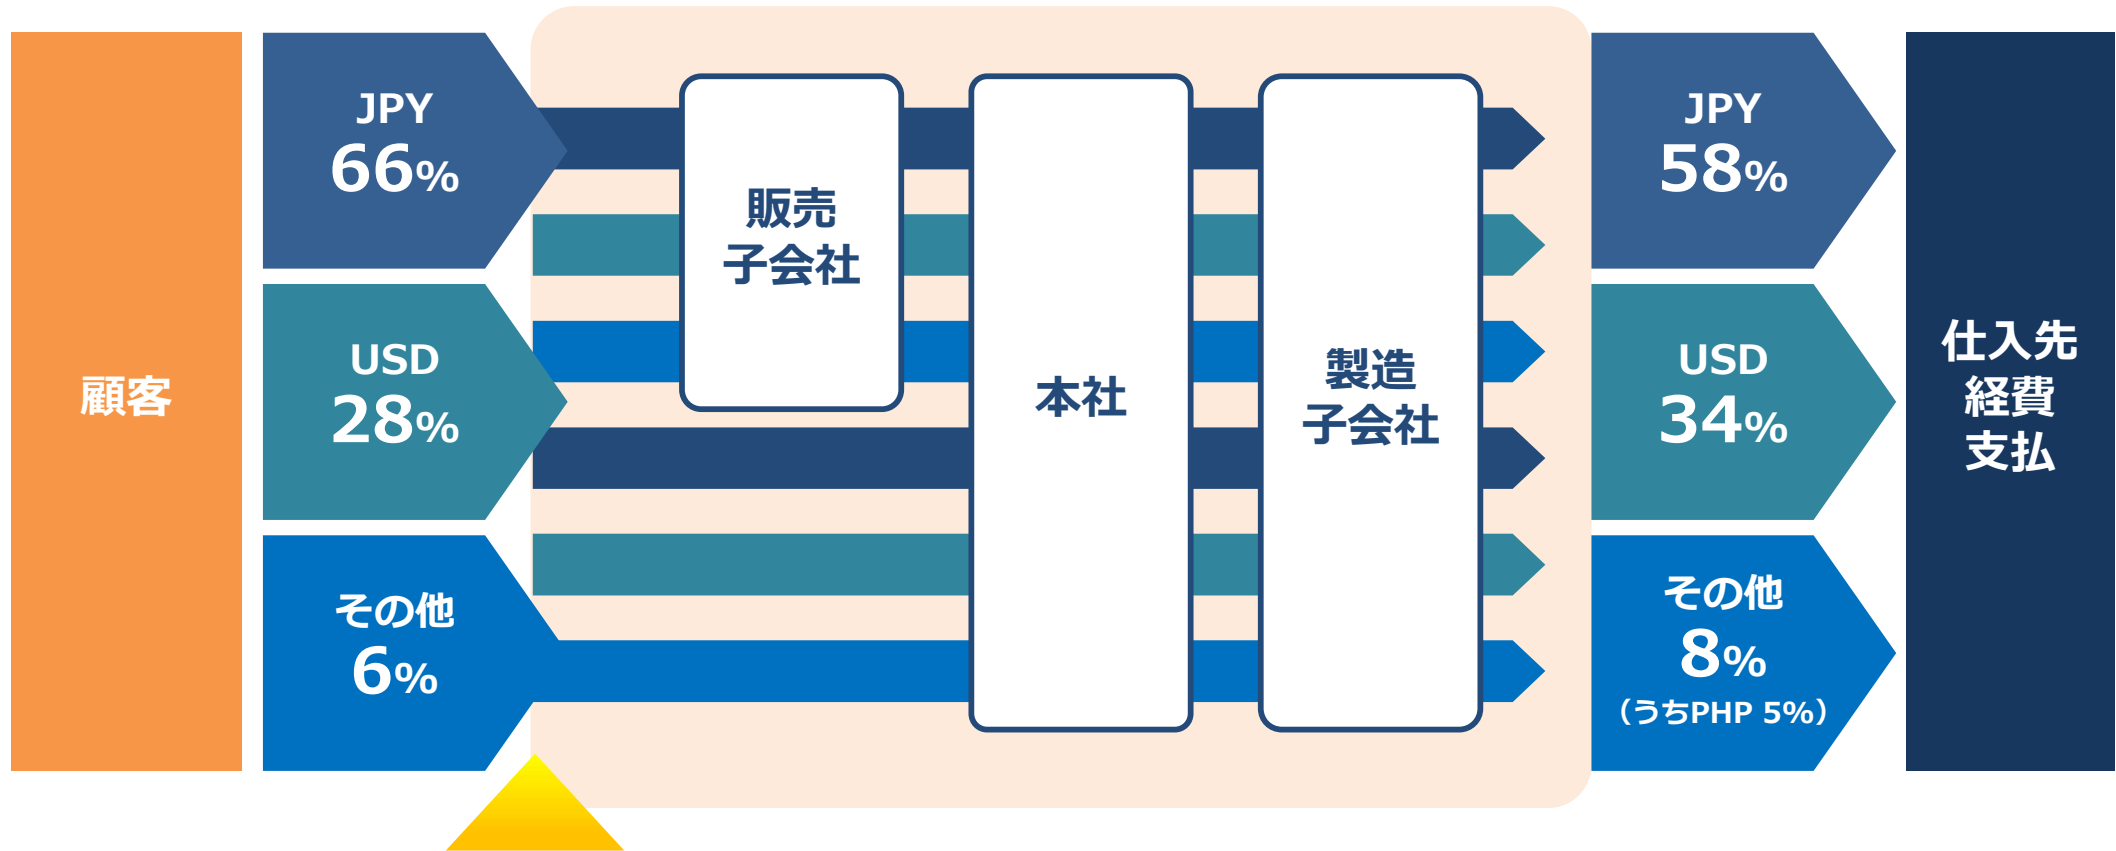 顧客
JPY
66%
USD
28%
その他
6%
販売
子会社
本社
製造
子会社
JPY
58%
USD
34%
その他
8%
（うちPHP 5%）
仕入先
経費
支払